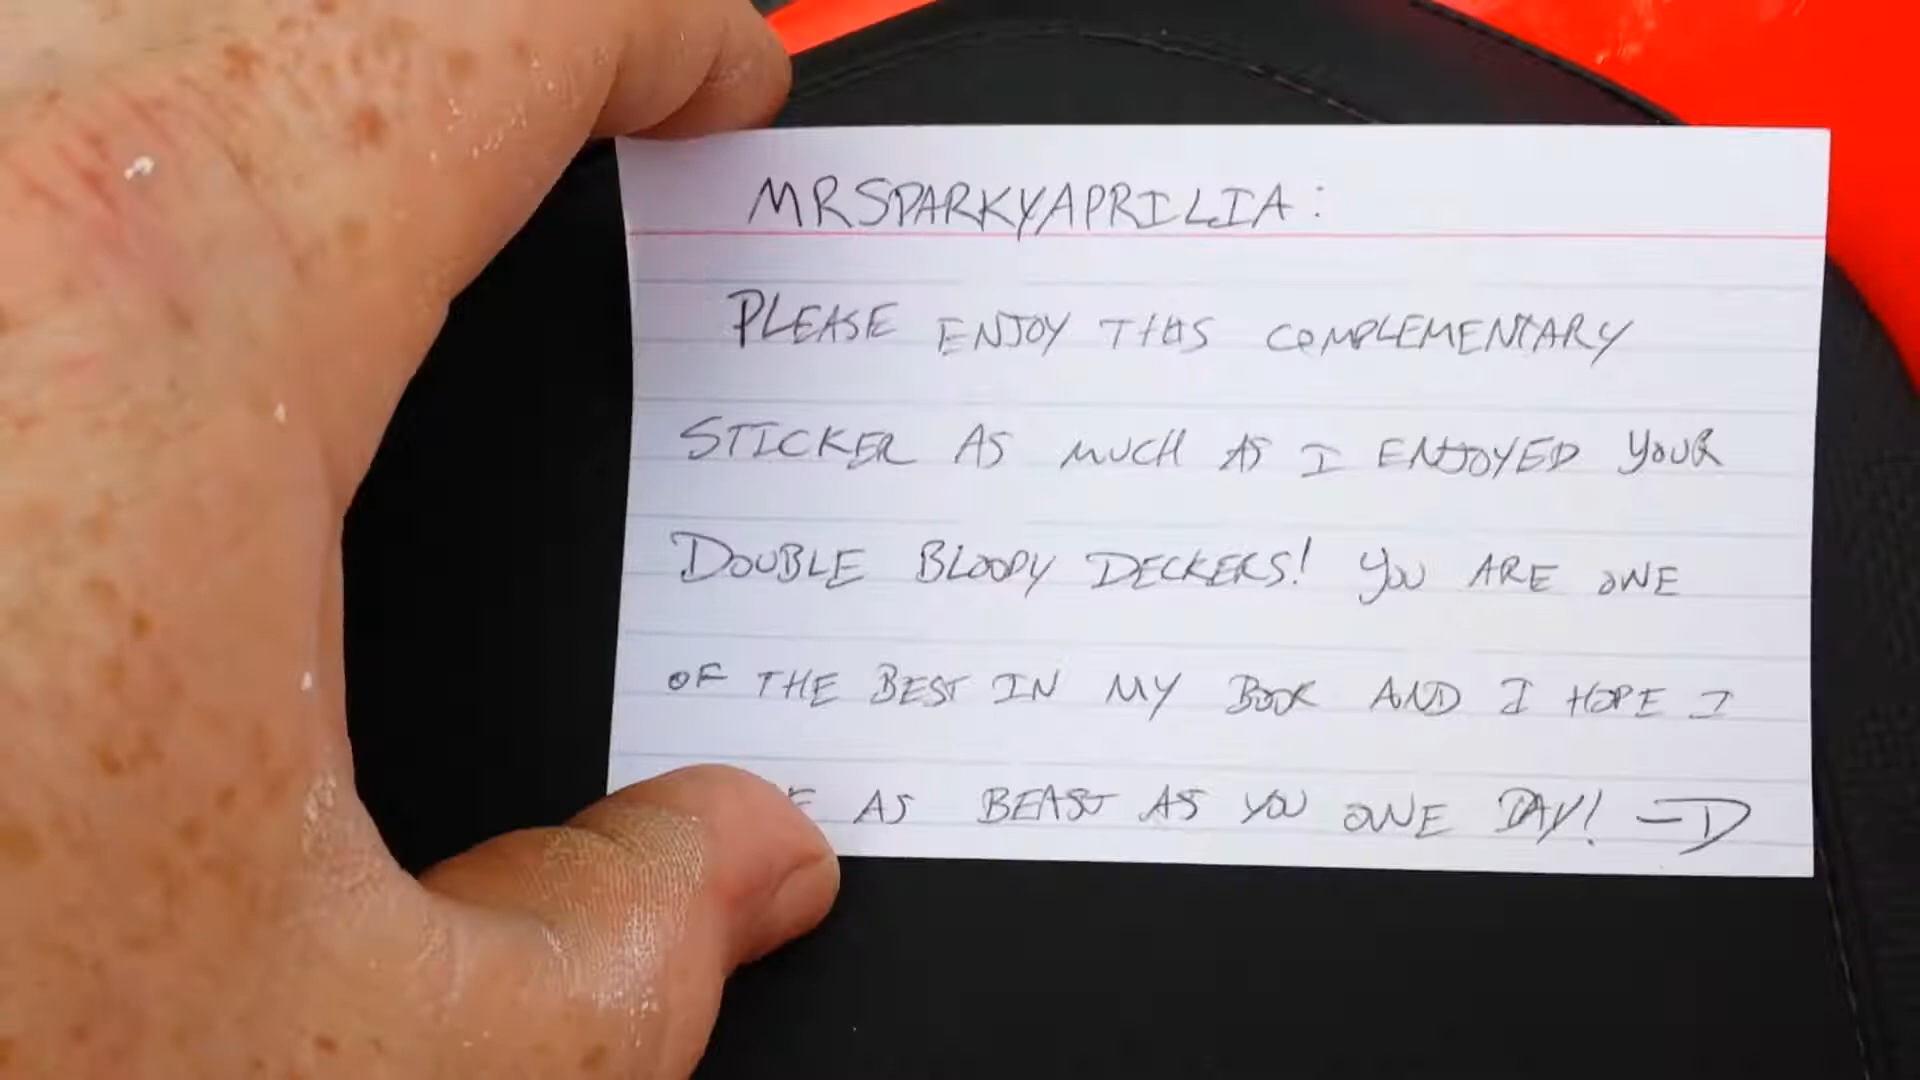 MRSPARKYAPRILIA:
PLEASE ENJOY THIS COMPLEMENTARY
STICKER AS MUCH AS I ENJOYED YOUR
DOUBLE BLOODY DECKERS! YOU ARE ONE
OF THE BEST IN MY BOOK AND I HOPE I
AS BEAST AS YOU ONE DAY! -D